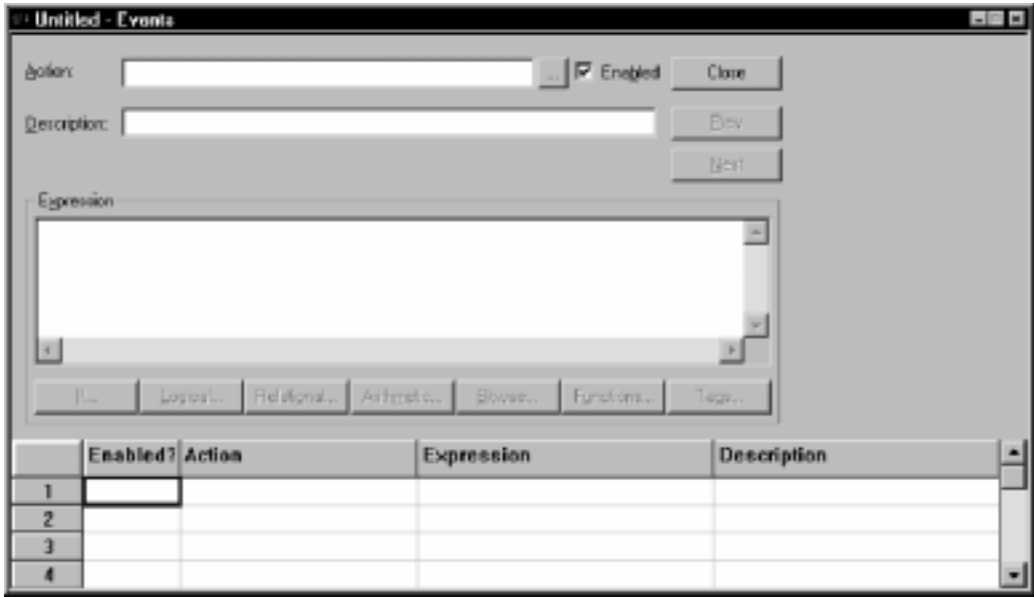 Untitled - Events
Action:
... Enabled Close
Description:
Prev
Next
Expression
If... Logical... Relational... Arithmetic... Bitwise... Functions... Tags...
Enabled? Action Expression Description
1
2
3
4